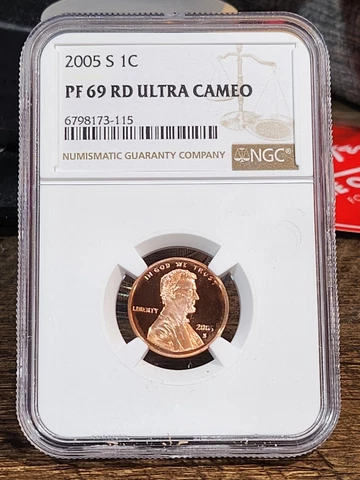 2005 S 1C
PF 69 RD ULTRA CAMEO
6798173-115
NUMISMATIC GUARANTY COMPANY
NGC®
IN GOD WE TRUST
LIBERTY
2005
S